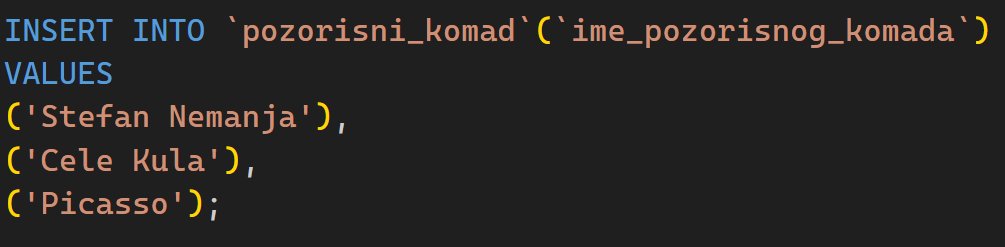 INSERT INTO `pozorisni_komad`(`ime_pozorisnog_komada`)
VALUES
('Stefan Nemanja'),
('Cele Kula'),
('Picasso');